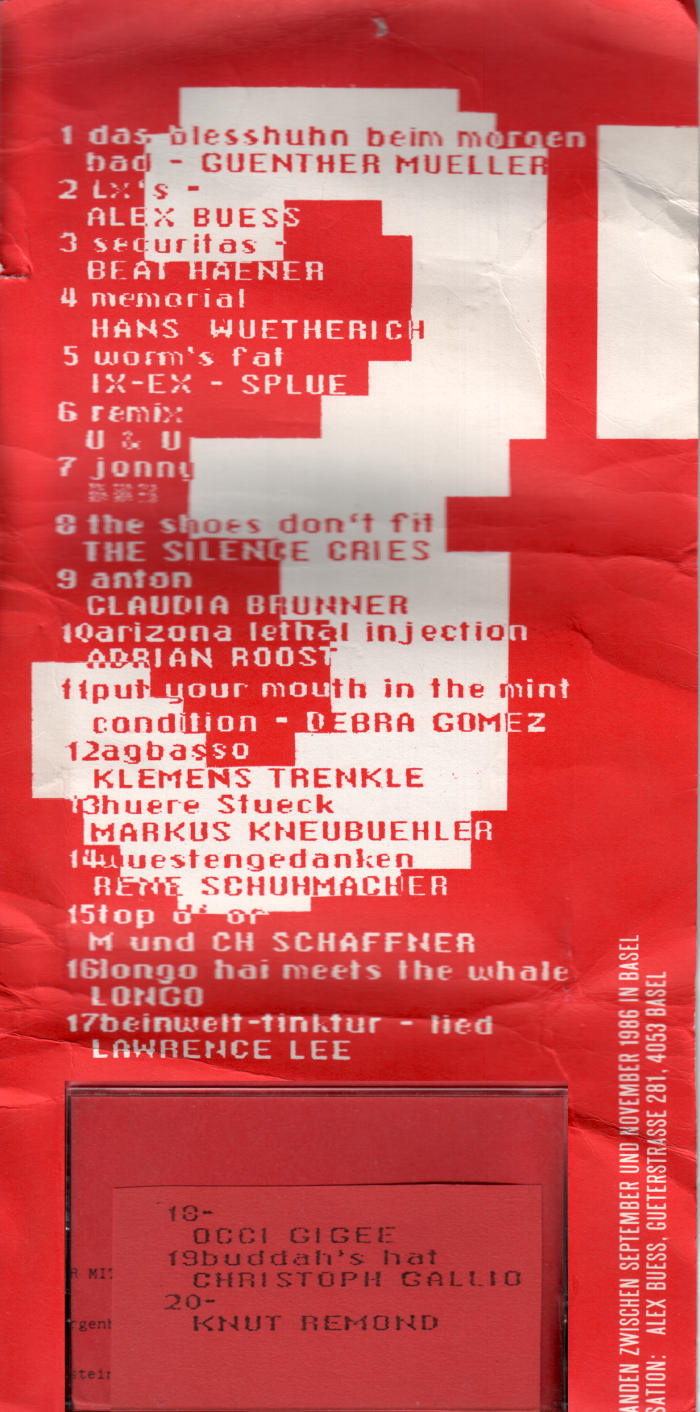 1 das blesshuhn beim morgen
bad - GUENTHER MUELLER
2 Lx's -
ALEX BUESS
3 securitas -
BEAT HAENER
4 memorial
HANS WUETHERICH
5 worm's fat
IX-EX - SPLUE
6 remix
U & U
7 jonny
8 the shoes don't fit
THE SILENCE CRIES
9 anton
CLAUDIA BRUNNER
10arizona lethal injection
ADRIAN ROOST
11put your mouth in the mint
condition - DEBRA GOMEZ
12agbasso
KLEMENS TRENKLE
13huere Stueck
MARKUS KNEUBUEHLER
14wuestengedanken
RENE SCHUHMACHER
15top d' or
M und CH SCHAFFNER
16longo hai meets the whale
LONGO
17beinwelt-tinktur - lied
LAWRENCE LEE
18-
OCCI GIGEE
19buddah's hat
CHRISTOPH GALLIO
20-
KNUT REMOND
R MIT
rgenb
stein
ANDEN ZWISCHEN SEPTEMBER UND NOVEMBER 1986 IN BASEL
SATION: ALEX BUESS, GUETERSTRASSE 281, 4053 BASEL